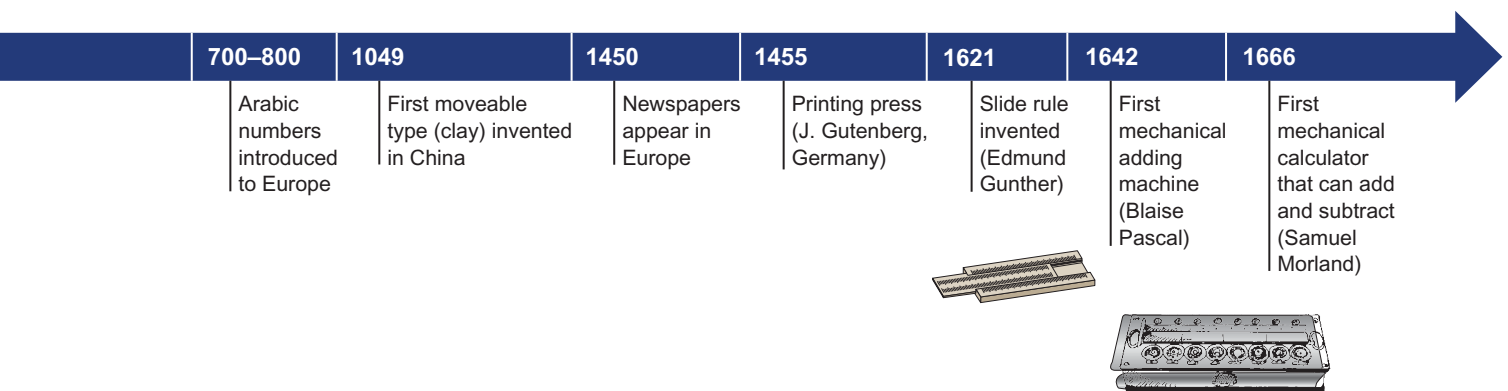 700–800
Arabic
numbers
introduced
to Europe
1049
First moveable
type (clay) invented
in China
1450
Newspapers
appear in
Europe
1455
Printing press
(J. Gutenberg,
Germany)
1621
Slide rule
invented
(Edmund
Gunther)
1642
First
mechanical
adding
machine
(Blaise
Pascal)
1666
First
mechanical
calculator
that can add
and subtract
(Samuel
Morland)